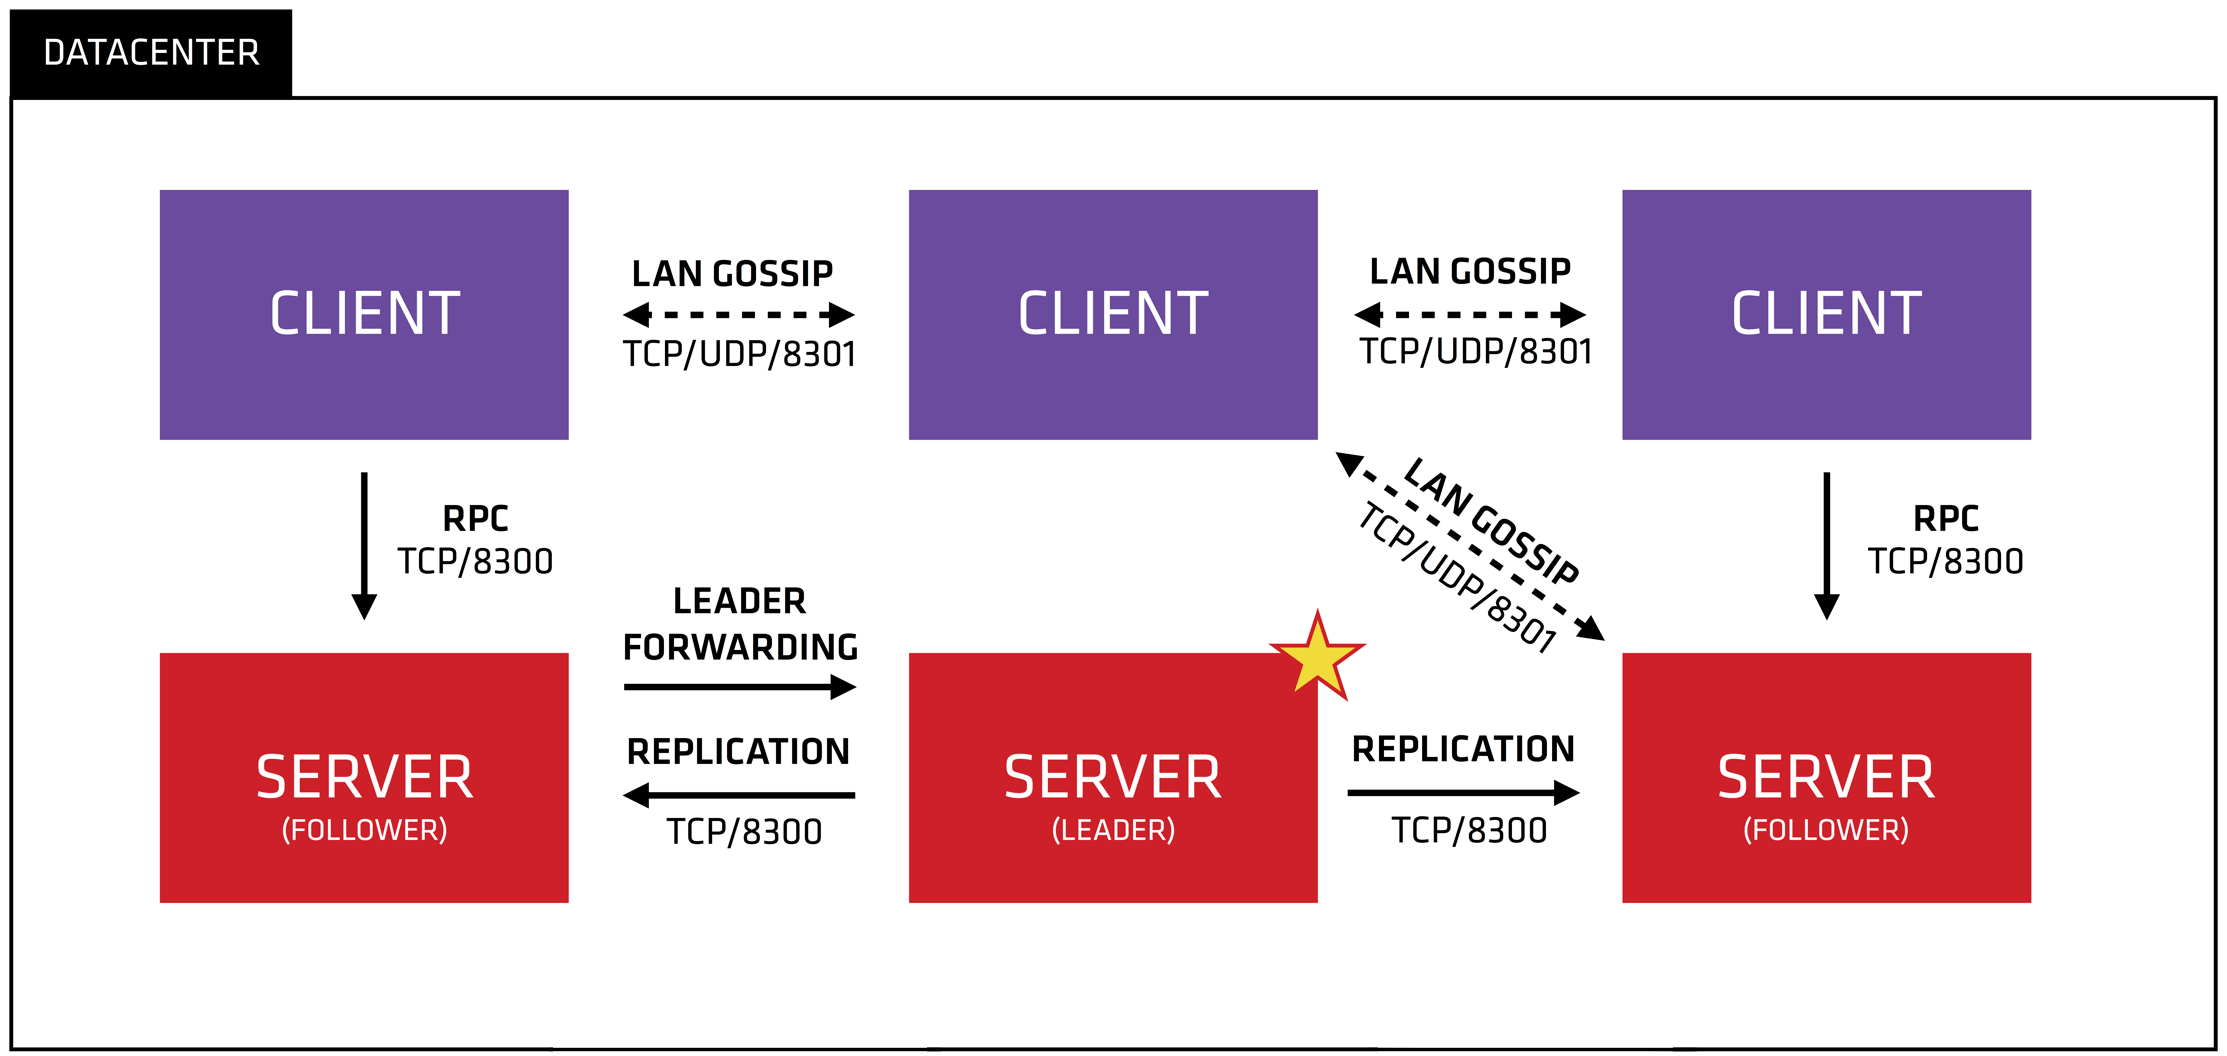 DATACENTER
CLIENT
LAN GOSSIP
TCP/UDP/8301
CLIENT
LAN GOSSIP
TCP/UDP/8301
CLIENT
RPC
TCP/8300
LAN GOSSIP
TCP/UDP/8301
RPC
TCP/8300
LEADER
FORWARDING
SERVER
(FOLLOWER)
REPLICATION
TCP/8300
SERVER
(LEADER)
REPLICATION
TCP/8300
SERVER
(FOLLOWER)